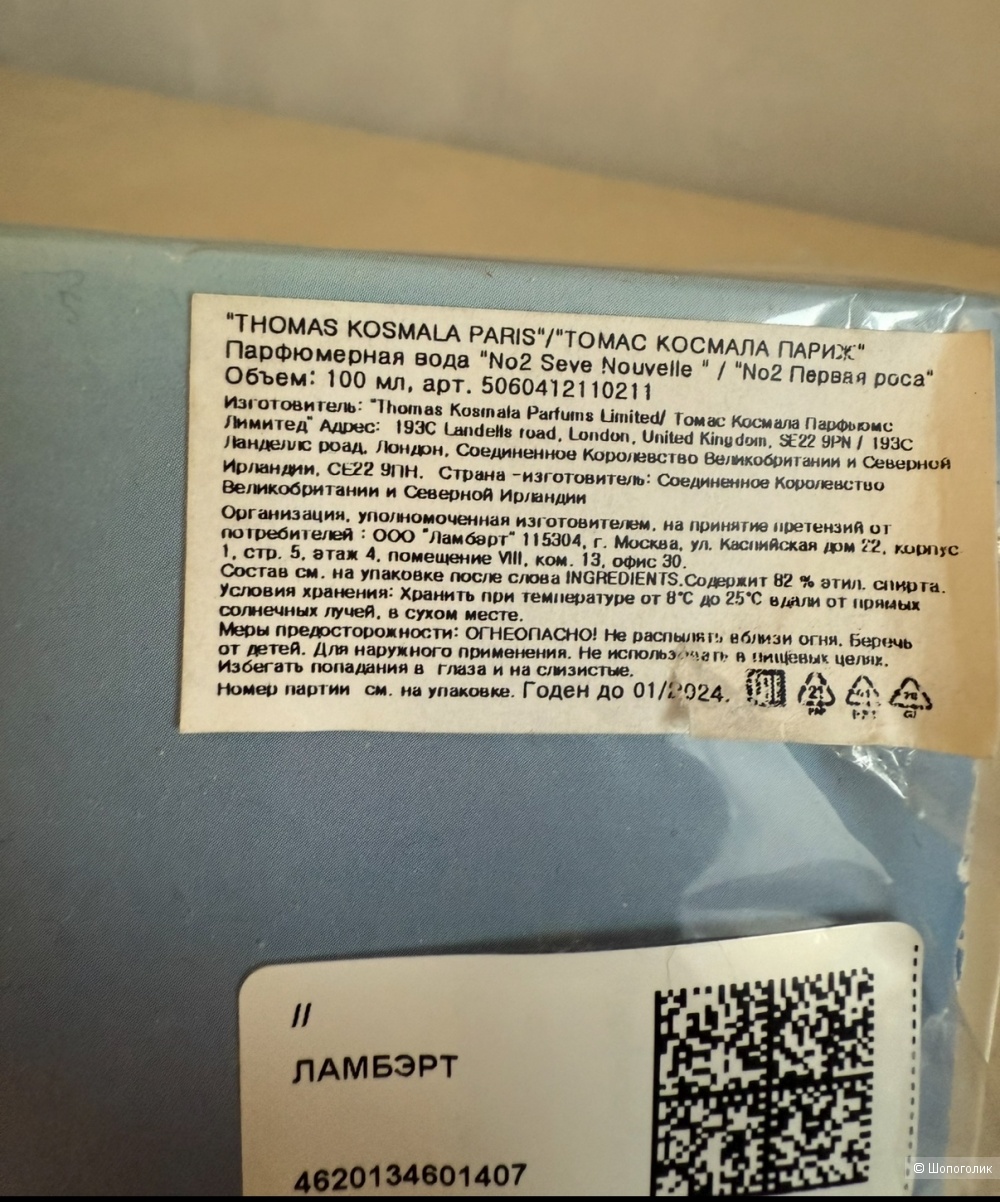 "THOMAS KOSMALA PARIS"/"ТОМАС КОСМАЛА ПАРИЖ"
Парфюмерная вода "No2 Seve Nouvelle " / "No2 Первая роса"
Объем: 100 мл, арт. 5060412110211
Изготовитель: "Thomas Kosmala Parfums Limited/ Томас Космала Парфьюмс
Лимитед" Адрес: 193C Landells road, London, United Kingdom, SE22 9PN / 193C
Ланделлс роад, Лондон, Соединенное Королевство Великобритании и Северной
Ирландии, СЕ22 9ПН. Страна -изготовитель: Соединенное Королевство
Великобритании и Северной Ирландии
Организация, уполномоченная изготовителем, на принятие претензий от
потребителей : ООО "Ламбэрт" 115304, г. Москва, ул. Каспийская дом 22, корпус
1, стр. 5, этаж 4, помещение VIII, ком. 13, офис 30.
Состав см. на упаковке после слова INGREDIENTS.Содержит 82 % этил. спирта.
Условия хранения: Хранить при температуре от 8°C до 25°C вдали от прямых
солнечных лучей, в сухом месте.
Меры предосторожности: ОГНЕОПАСНО! Не распылять вблизи огня. Беречь
от детей. Для наружного применения. Не использовать в пищевых целях.
Избегать попадания в глаза и на слизистые.
Номер партии см. на упаковке. Годен до 01/2024.
21
PAP
//
ЛАМБЭРТ
4620134601407
© Шопоголик